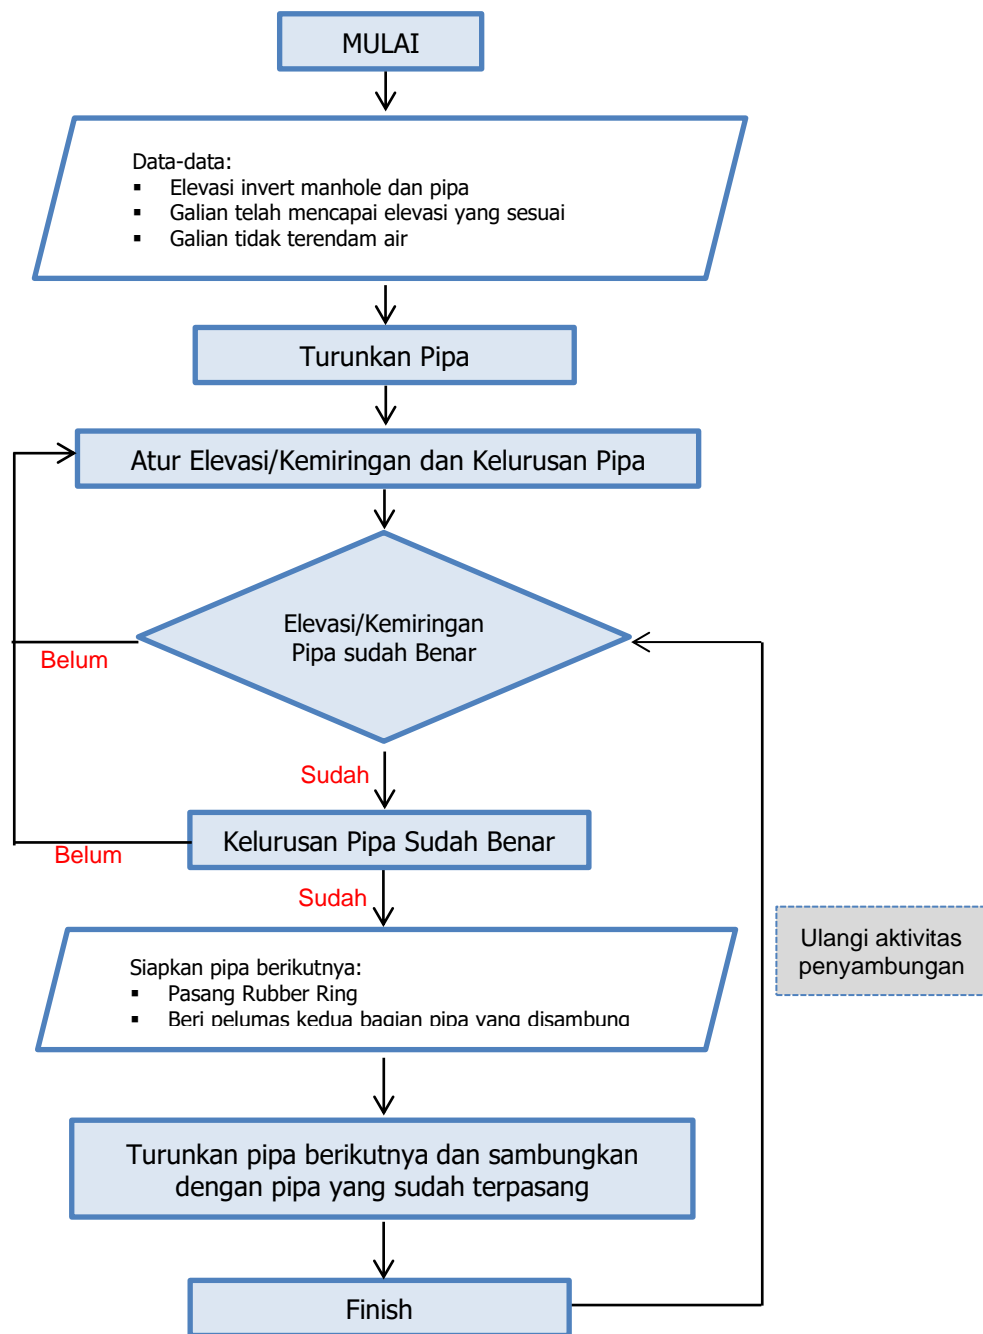 MULAI
Data-data:
▪ Elevasi invert manhole dan pipa
▪ Galian telah mencapai elevasi yang sesuai
▪ Galian tidak terendam air
Turunkan Pipa
Atur Elevasi/Kemiringan dan Kelurusan Pipa
Elevasi/Kemiringan
Pipa sudah Benar
Belum
Sudah
Kelurusan Pipa Sudah Benar
Belum
Sudah
Siapkan pipa berikutnya:
▪ Pasang Rubber Ring
▪ Beri pelumas kedua bagian pipa yang disambung
Ulangi aktivitas
penyambungan
Turunkan pipa berikutnya dan sambungkan
dengan pipa yang sudah terpasang
Finish